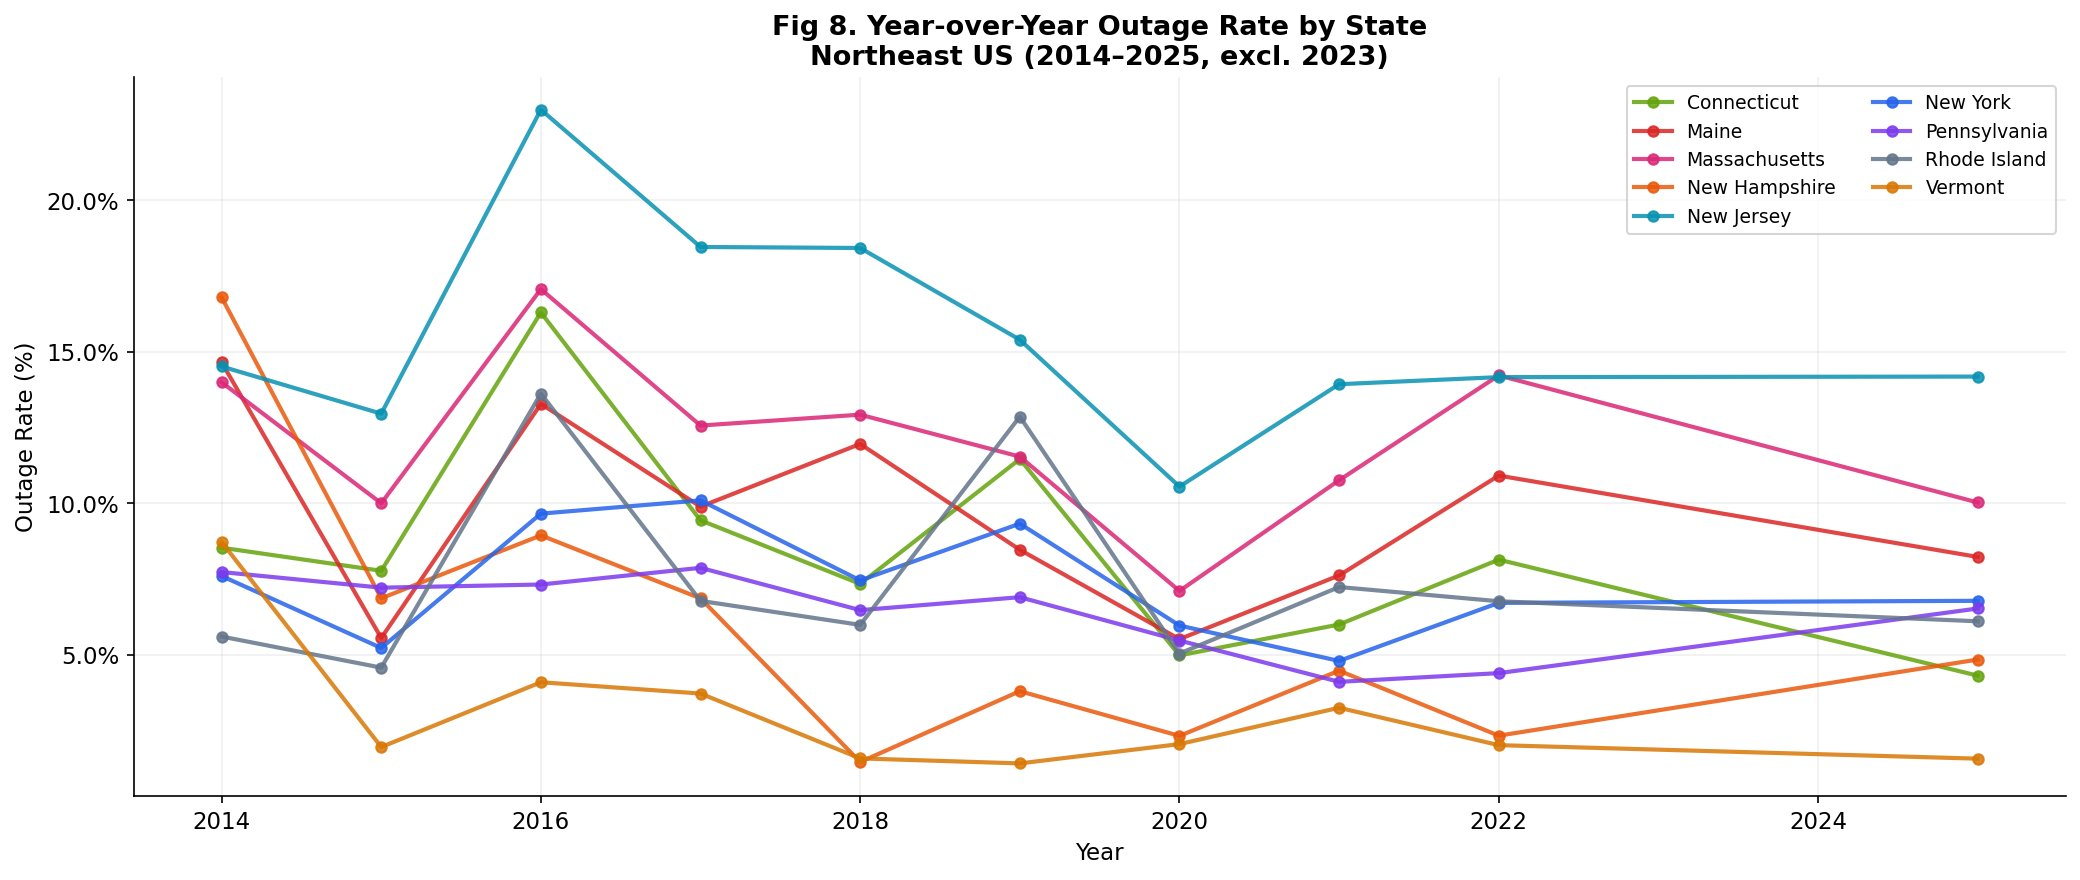 Fig 8. Year-over-Year Outage Rate by State
Northeast US (2014–2025, excl. 2023)
Outage Rate (%)
20.0%
15.0%
10.0%
5.0%
Connecticut
Maine
Massachusetts
New Hampshire
New Jersey
New York
Pennsylvania
Rhode Island
Vermont
2014
2016
2018
2020
2022
2024
Year